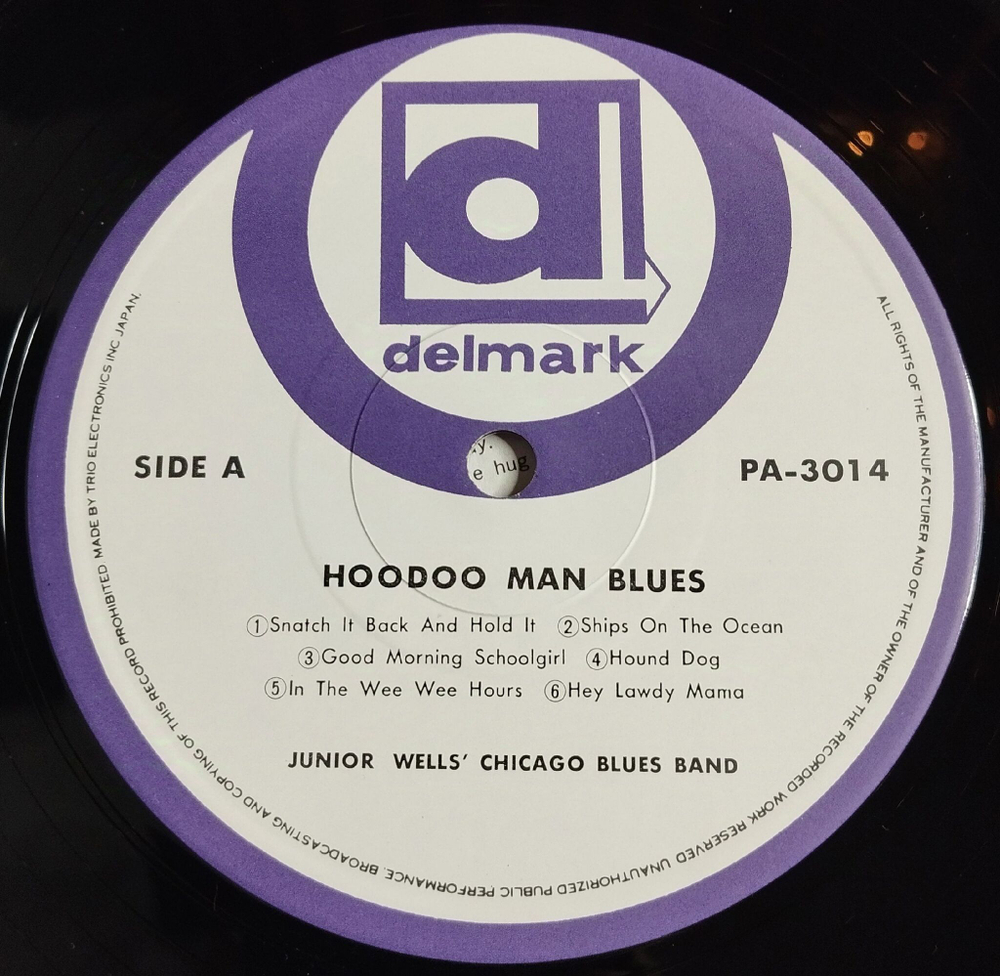 d
delmark
y.
e hug
SIDE A
PA-3014
HOODOO MAN BLUES
①Snatch It Back And Hold It ②Ships On The Ocean
③Good Morning Schoolgirl ④Hound Dog
⑤In The Wee Wee Hours ⑥Hey Lawdy Mama
JUNIOR WELLS' CHICAGO BLUES BAND
ALL RIGHTS OF THE MANUFACTURER AND OF THE OWNER OF THE RECORDED WORK RESERVED UNAUTHORIZED PUBLIC PERFORMANCE. BROADCASTING AND COPYING OF THIS RECORD PROHIBITED MADE BY TRIO ELECTRONICS INC JAPAN.